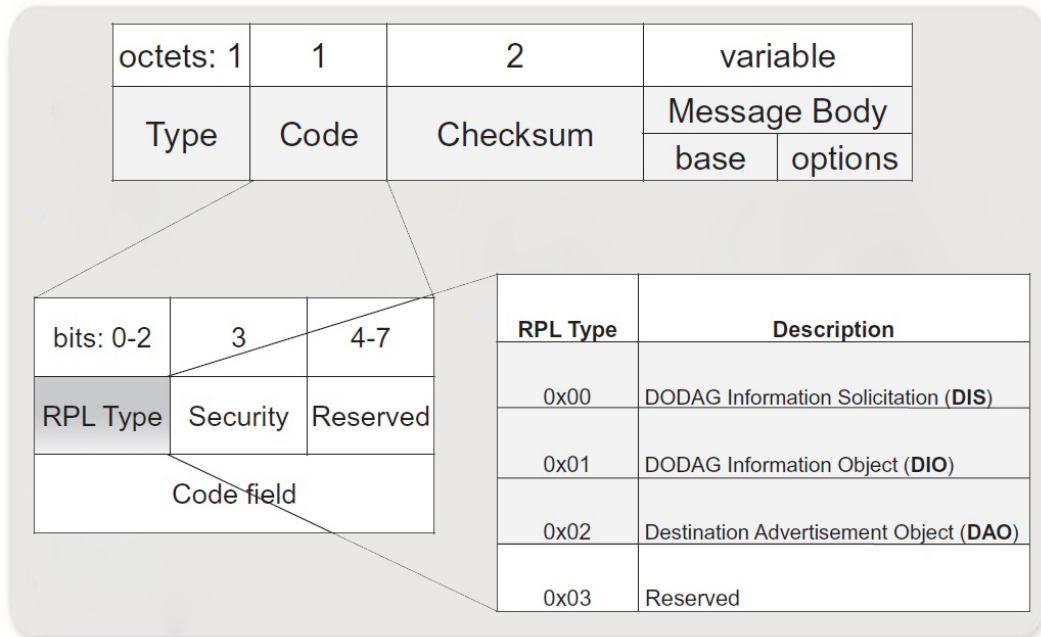 octetets: 1 1 2 variable
Type Code Checksum Message Body
base options
bits: 0-2 3 4-7
RPL Type Security Reserved
Code field
RPL Type Description
0x00 DODAG Information Solicitation (DIS)
0x01 DODAG Information Object (DIO)
0x02 Destination Advertisement Object (DAO)
0x03 Reserved